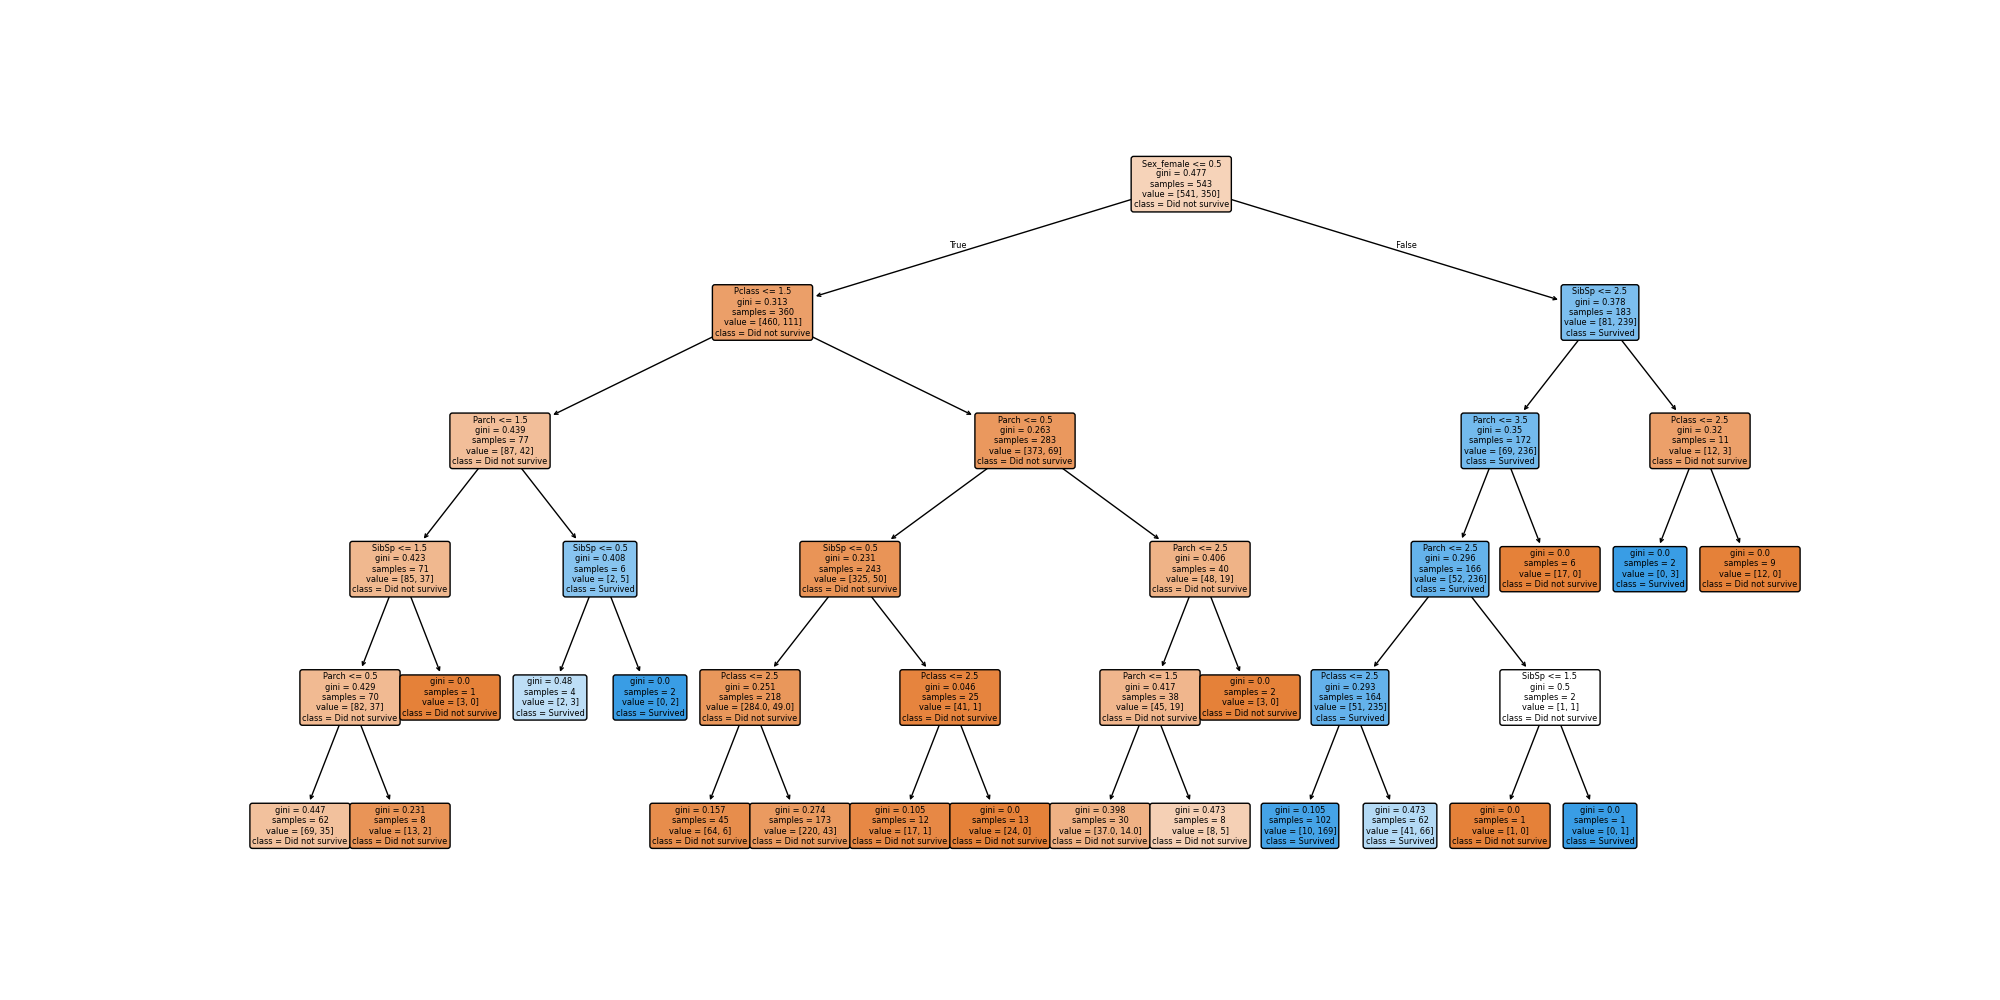 Sex_female <= 0.5
gini = 0.477
samples = 543
value = [541, 350]
class = Did not survive
True
False
Pclass <= 1.5
gini = 0.313
samples = 360
value = [460, 111]
class = Did not survive
SibSp <= 2.5
gini = 0.378
samples = 183
value = [81, 239]
class = Survived
Parch <= 1.5
gini = 0.439
samples = 77
value = [87, 42]
class = Did not survive
Parch <= 0.5
gini = 0.263
samples = 283
value = [373, 69]
class = Did not survive
Parch <= 3.5
gini = 0.35
samples = 172
value = [69, 236]
class = Survived
Pclass <= 2.5
gini = 0.32
samples = 11
value = [12, 3]
class = Did not survive
SibSp <= 1.5
gini = 0.423
samples = 71
value = [85, 37]
class = Did not survive
SibSp <= 0.5
gini = 0.408
samples = 6
value = [2, 5]
class = Survived
SibSp <= 0.5
gini = 0.231
samples = 243
value = [325, 50]
class = Did not survive
Parch <= 2.5
gini = 0.406
samples = 40
value = [48, 19]
class = Did not survive
Parch <= 2.5
gini = 0.296
samples = 166
value = [52, 236]
class = Survived
gini = 0.0
samples = 6
value = [17, 0]
class = Did not survive
gini = 0.0
samples = 2
value = [0, 3]
class = Survived
gini = 0.0
samples = 9
value = [12, 0]
class = Did not survive
Parch <= 0.5
gini = 0.429
samples = 70
value = [82, 37]
class = Did not survive
gini = 0.0
samples = 1
value = [3, 0]
class = Did not survive
gini = 0.48
samples = 4
value = [2, 3]
class = Survived
gini = 0.0
samples = 2
value = [0, 2]
class = Survived
Pclass <= 2.5
gini = 0.251
samples = 218
value = [284.0, 49.0]
class = Did not survive
Pclass <= 2.5
gini = 0.046
samples = 25
value = [41, 1]
class = Did not survive
Parch <= 1.5
gini = 0.417
samples = 38
value = [45, 19]
class = Did not survive
gini = 0.0
samples = 2
value = [3, 0]
class = Did not survive
Pclass <= 2.5
gini = 0.293
samples = 164
value = [51, 235]
class = Survived
SibSp <= 1.5
gini = 0.5
samples = 2
value = [1, 1]
class = Did not survive
gini = 0.447
samples = 62
value = [69, 35]
class = Did not survive
gini = 0.231
samples = 8
value = [13, 2]
class = Did not survive
gini = 0.157
samples = 45
value = [64, 6]
class = Did not survive
gini = 0.274
samples = 173
value = [220, 43]
class = Did not survive
gini = 0.105
samples = 12
value = [17, 1]
class = Did not survive
gini = 0.0
samples = 13
value = [24, 0]
class = Did not survive
gini = 0.398
samples = 30
value = [37.0, 14.0]
class = Did not survive
gini = 0.473
samples = 8
value = [8, 5]
class = Did not survive
gini = 0.105
samples = 102
value = [10, 169]
class = Survived
gini = 0.473
samples = 62
value = [41, 66]
class = Survived
gini = 0.0
samples = 1
value = [1, 0]
class = Did not survive
gini = 0.0
samples = 1
value = [0, 1]
class = Survived